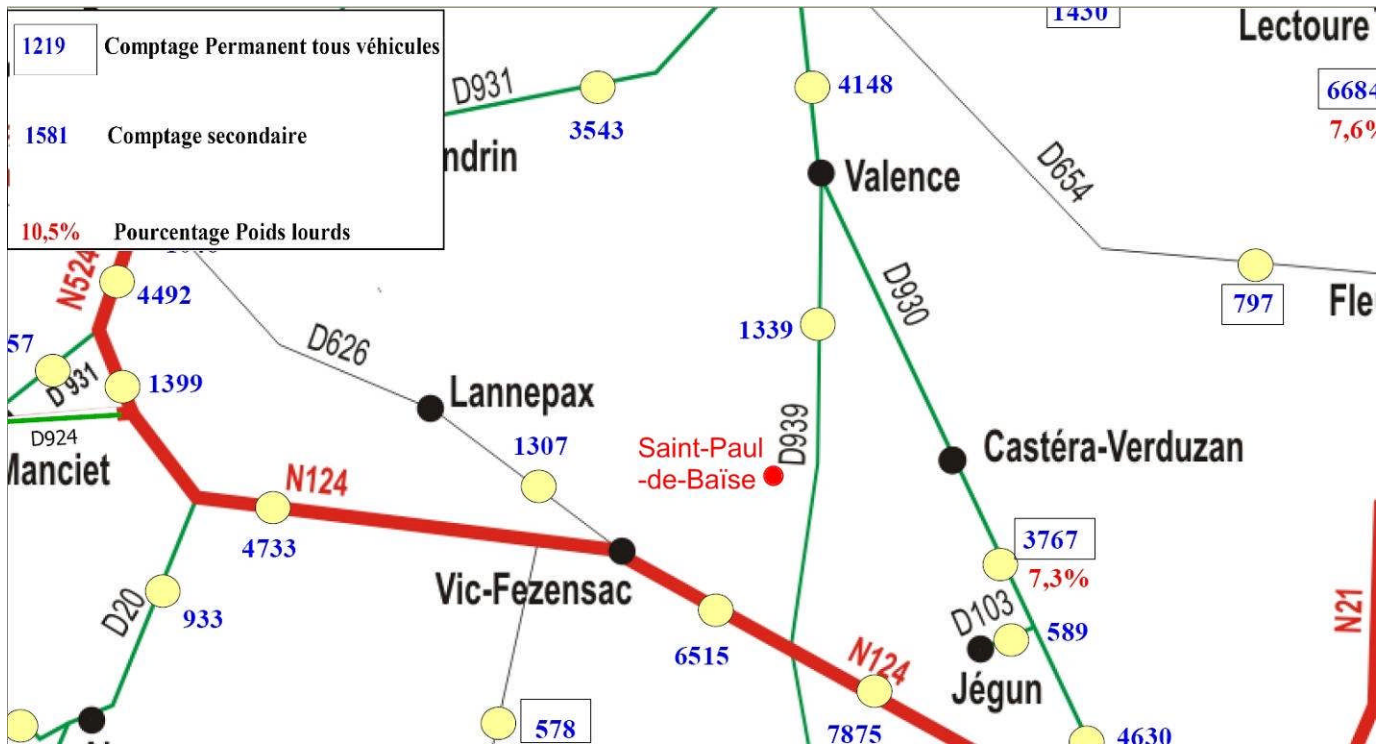 1219 Comptage Permanent tous véhicules
1581 Comptage secondaire
10,5% Pourcentage Poids lourds
1430
Lectoure
6684
7,6%
D931
3543
ndrin
4148
Valence
D654
797
Fle
N524
4492
57
D 931
1399
D924
Manciet
D626
Lannepax
1307
N124
4733
D20
933
Vic-Fezensac
578
6515
N124
7875
1339
D939
Saint-Paul
-de-Baïse
D930
Castéra-Verduzan
3767
7,3%
D103
589
Jégun
4630
N21